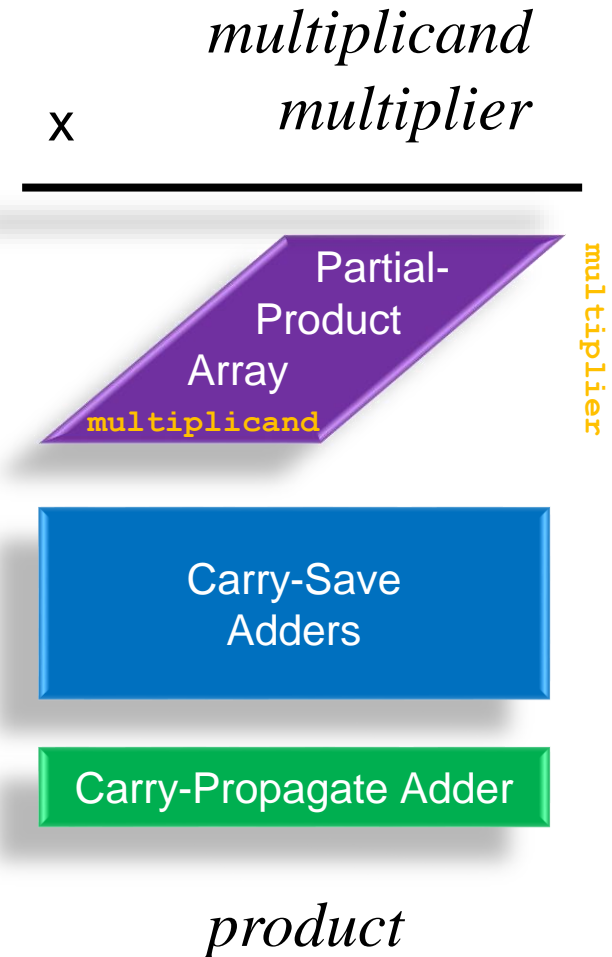 multiplicand
x multiplier
Partial-
Product
Array
multiplicand
multiplier
Carry-Save
Adders
Carry-Propagate Adder
product